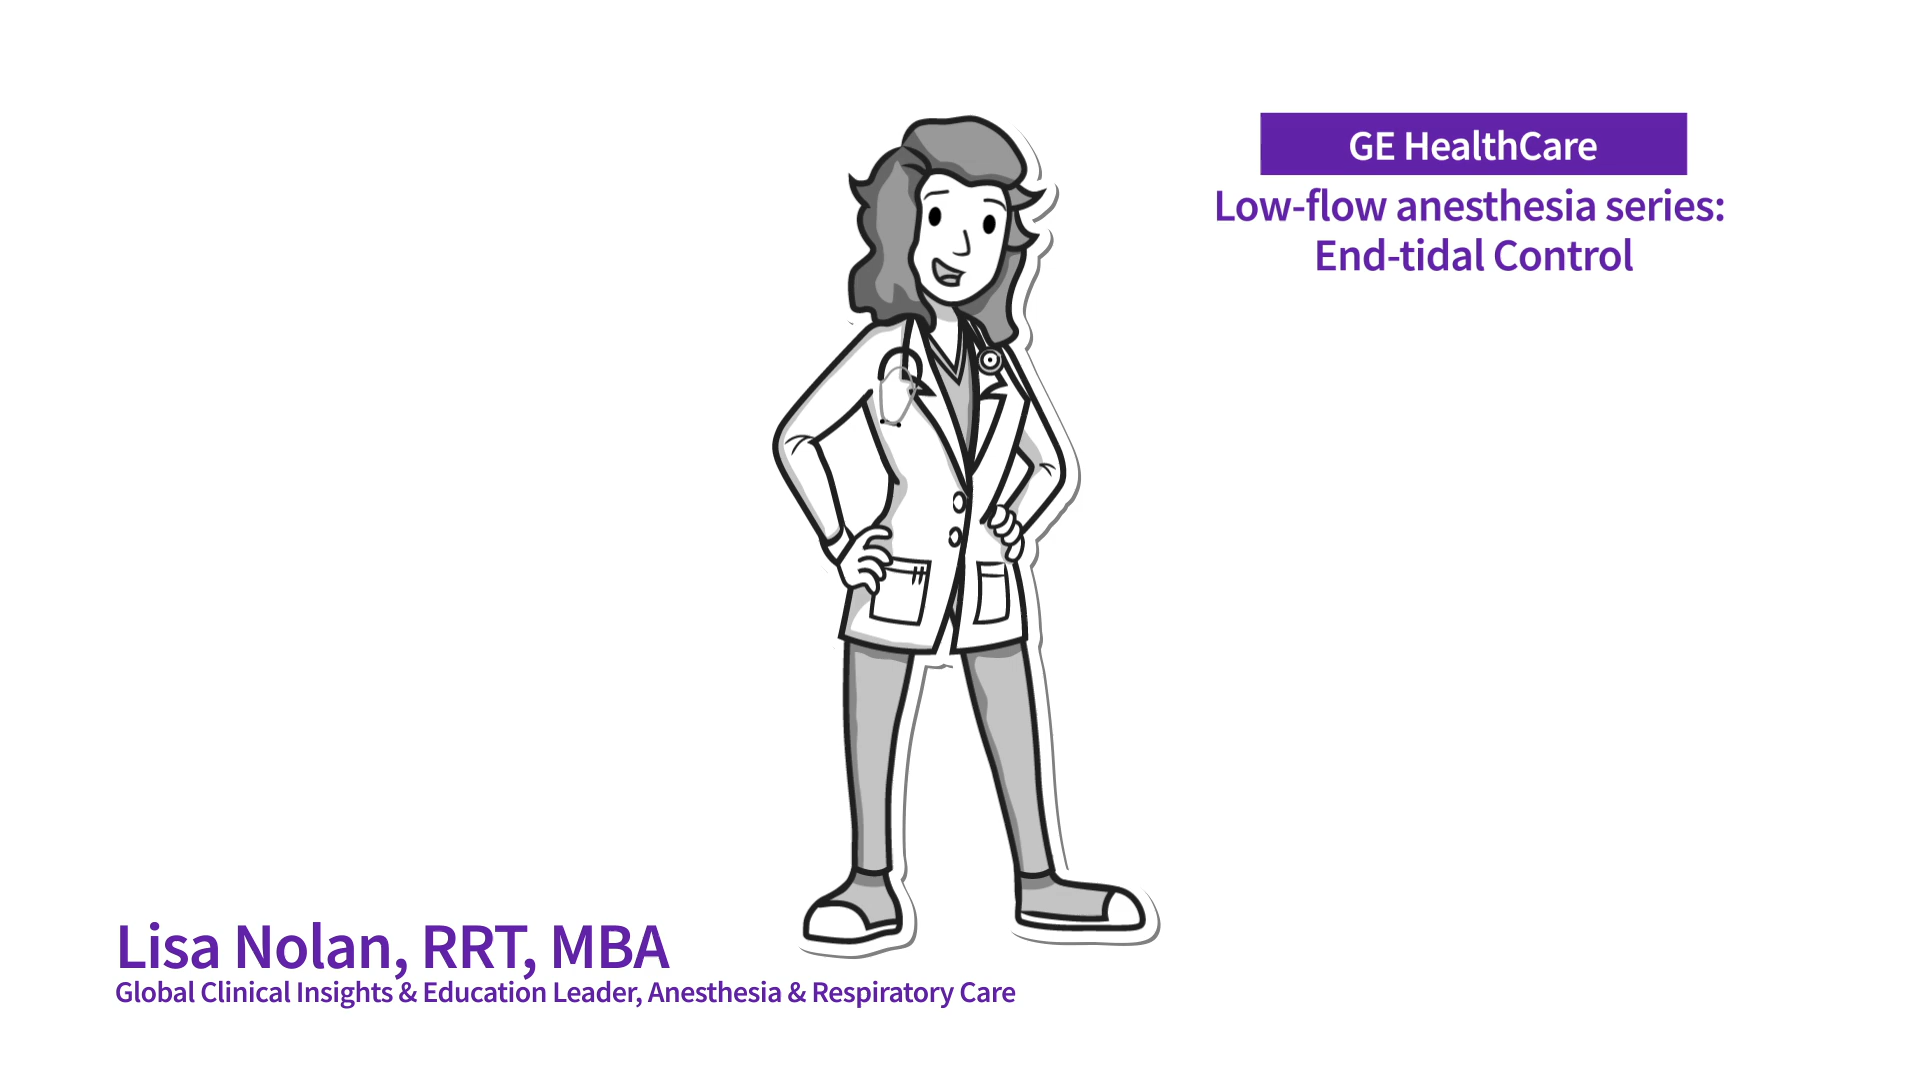 GE HealthCare
Low-flow anesthesia series:
End-tidal Control
Lisa Nolan, RRT, MBA
Global Clinical Insights & Education Leader, Anesthesia & Respiratory Care